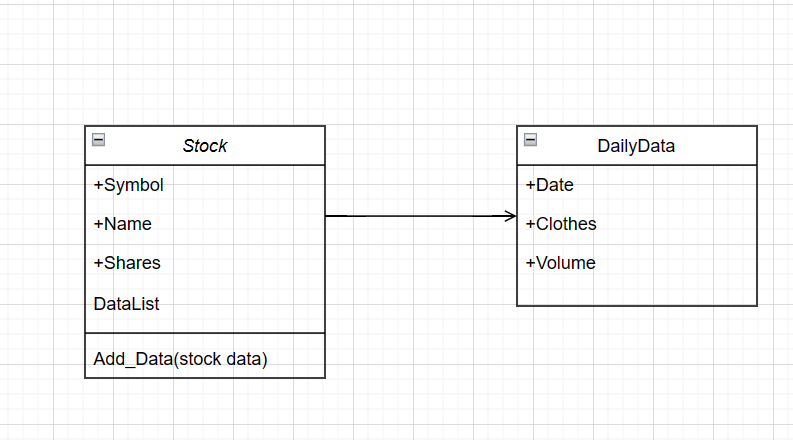 Stock
+Symbol
+Name
+Shares
DataList
Add_Data(stock data)
DailyData
+Date
+Clothes
+Volume